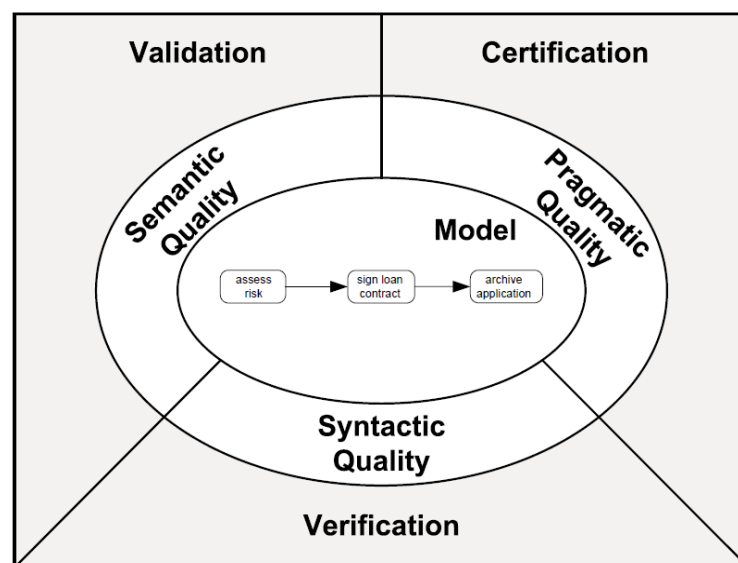 Validation
Certification
Semantic
Quality
Pragmatic
Quality
Model
assess
risk
sign loan
contract
archive
application
Syntactic
Quality
Verification